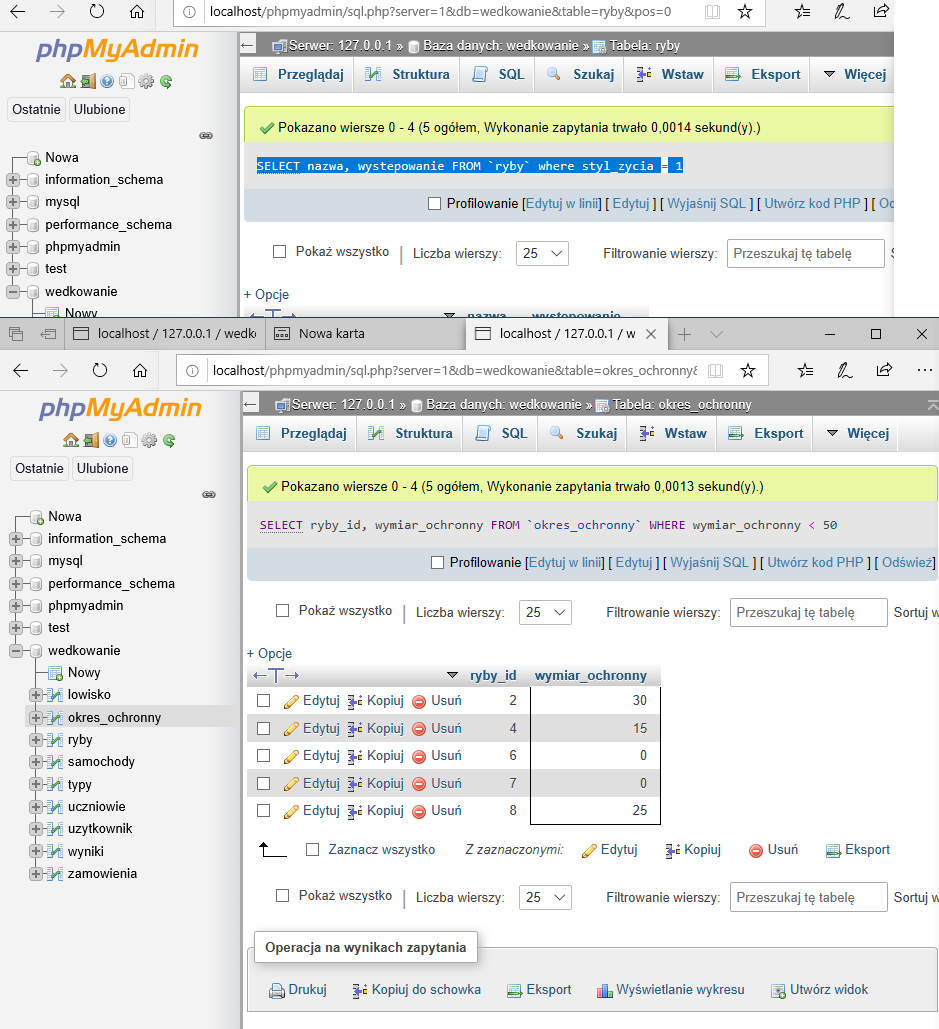 localhost/phpmyadmin/sql.php?server=1&db=wedkowanie&table=ryby&pos=0
phpMyAdmin
Serwer: 127.0.0.1 » Baza danych: wedkowanie » Tabela: ryby
Przeglądaj Struktura SQL Szukaj Wstaw Eksport Więcej
Ostatnie Ulubione
Pokazano wiersze 0 - 4 (5 ogółem, Wykonanie zapytania trwało 0,0014 sekund(y).)
SELECT nazwa, wystepowanie FROM `ryby` where styl_zycia = 1
Profilowanie [Edytuj w linii] [ Edytuj ] [ Wyjaśnij SQL ] [ Utwórz kod PHP ] [ Oc
Pokaż wszystko Liczba wierszy: 25 Filtrowanie wierszy: Przeszukaj tę tabelę
+ Opcje
nazwa wystepowanie
Nowa
information_schema
mysql
performance_schema
phpmyadmin
test
wedkowanie
Nowy
localhost / 127.0.0.1 / wedko Nowa karta localhost / 127.0.0.1 / w
localhost/phpmyadmin/sql.php?server=1&db=wedkowanie&table=okres_ochronny&
phpMyAdmin
Ostatnie Ulubione
Nowa
information_schema
mysql
performance_schema
phpmyadmin
test
wedkowanie
Nowy
lowisko
okres_ochronny
ryby
samochody
typy
uczniowie
uzytkownik
wyniki
zamowienia
Serwer: 127.0.0.1 » Baza danych: wedkowanie » Tabela: okres_ochronny
Przeglądaj Struktura SQL Szukaj Wstaw Eksport Więcej
Pokazano wiersze 0 - 4 (5 ogółem, Wykonanie zapytania trwało 0,0013 sekund(y).)
SELECT ryby_id, wymiar_ochronny FROM `okres_ochronny` WHERE wymiar_ochronny < 50
Profilowanie [Edytuj w linii] [ Edytuj ] [ Wyjaśnij SQL ] [ Utwórz kod PHP ] [ Odśwież]
Pokaż wszystko Liczba wierszy: 25 Filtrowanie wierszy: Przeszukaj tę tabelę Sortuj w
+ Opcje
ryby_id wymiar_ochronny
Edytuj Kopiuj Usuń 2 30
Edytuj Kopiuj Usuń 4 15
Edytuj Kopiuj Usuń 6 0
Edytuj Kopiuj Usuń 7 0
Edytuj Kopiuj Usuń 8 25
Zaznacz wszystko Z zaznaczonymi: Edytuj Kopiuj Usuń Eksport
Pokaż wszystko Liczba wierszy: 25 Filtrowanie wierszy: Przeszukaj tę tabelę Sortuj w
Operacja na wynikach zapytania
Drukuj Kopiuj do schowka Eksport Wyświetlanie wykresu Utwórz widok